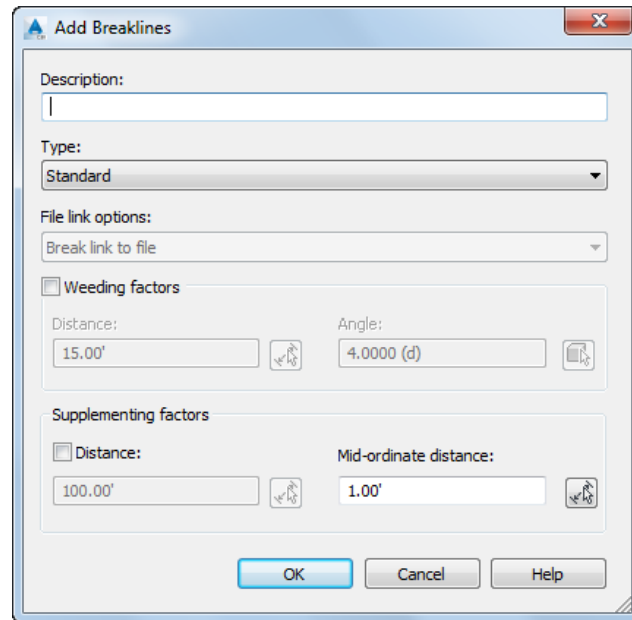 Add Breaklines
Description:
Type:
Standard
File link options:
Break link to file
Weeding factors
Distance: Angle:
15.00' 4.0000 (d)
Supplementing factors
Distance: Mid-ordinate distance:
100.00' 1.00'
OK Cancel Help